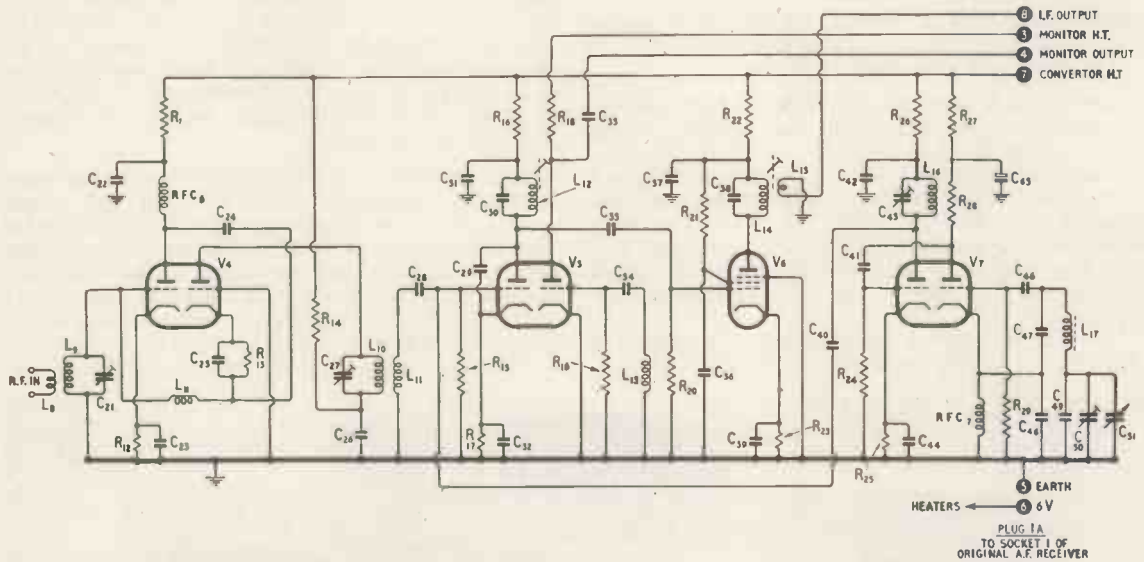 8 I.F. OUTPUT
3 MONITOR H.T.
4 MONITOR OUTPUT
7 CONVERTOR H.T
R22
R26
R27
R16
R18
C35
C22
RFC6
C31
L12
C37
C38
L15
C42
L16
C43
C24
C30
R21
R28
C33
L14
V4
C29
V5
V6
C41
V7
C46
C28
C34
R14
C40
C47
L17
L9
L10
C25
R13
C27
R.F. IN
L11
R15
L13
R20
C36
R24
C21
L8
R12
C23
C26
R17
C32
C39
R23
C44
RFC7
R29
C48
C49
C50
C51
R25
5 EARTH
HEATERS 6 6V
PLUG 1A
TO SOCKET 1 OF
ORIGINAL A.F. RECEIVER